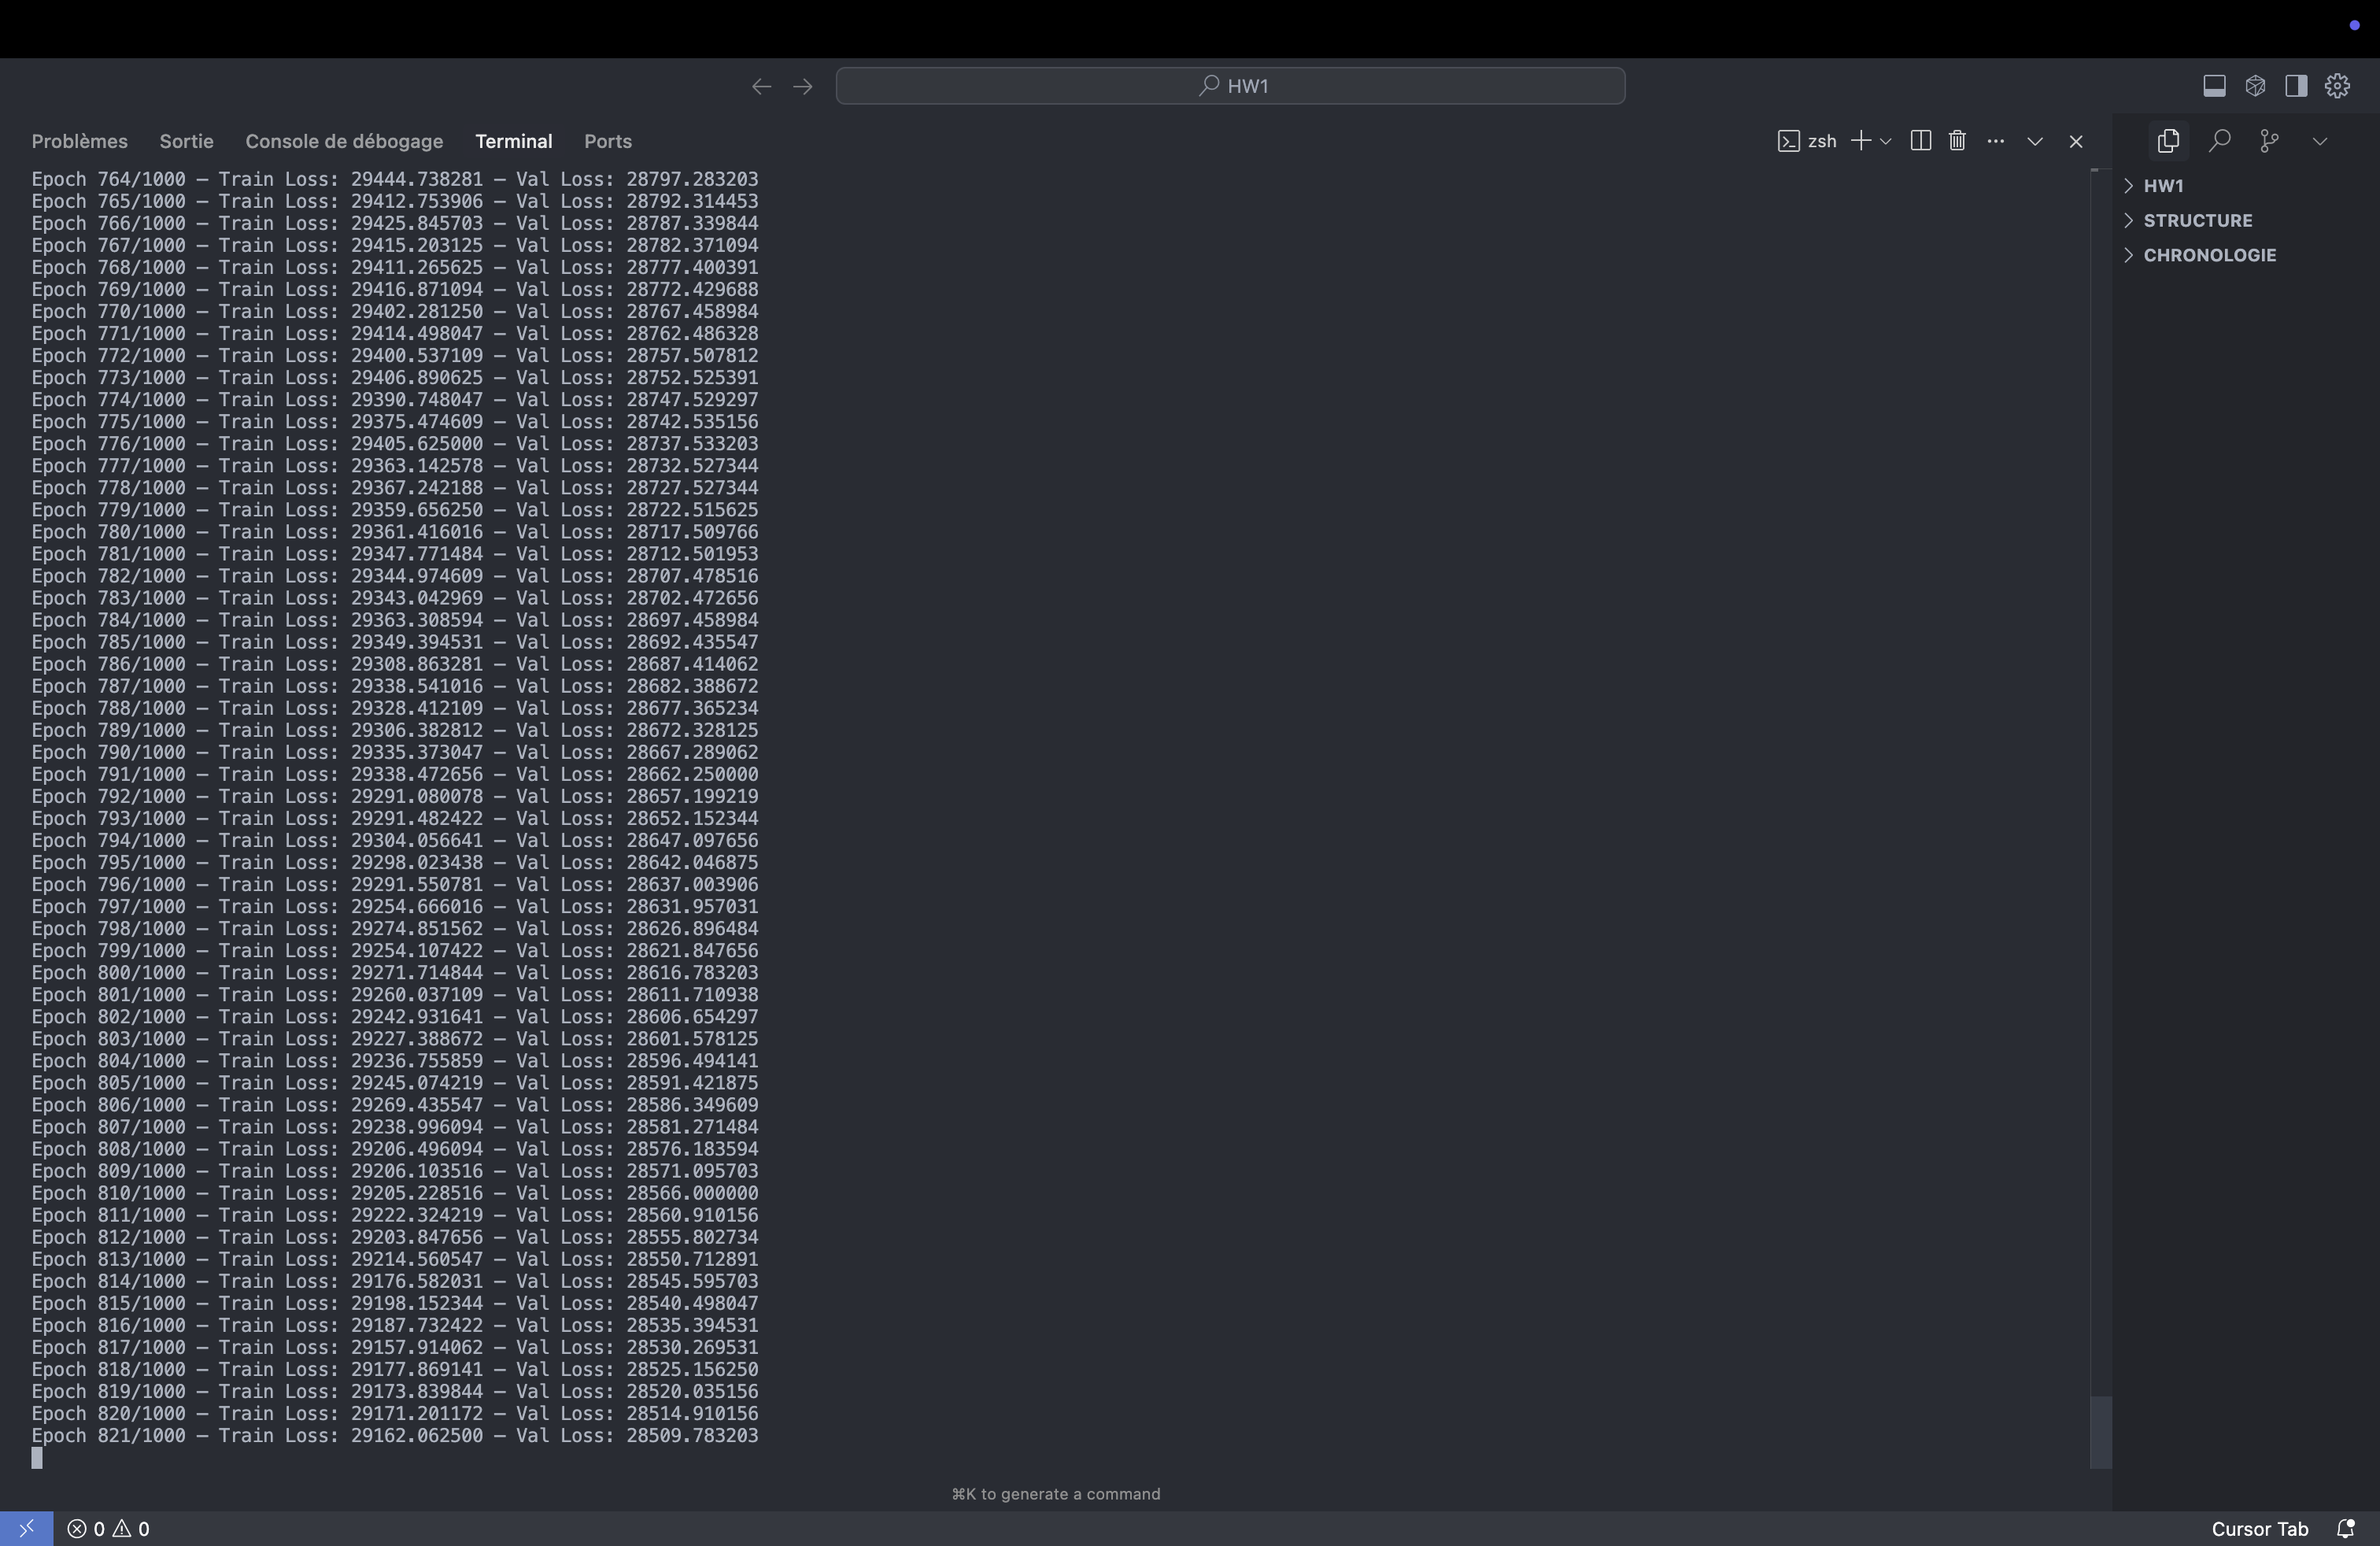 HW1
Problèmes Sortie Console de débogage Terminal Ports zsh
Epoch 764/1000 — Train Loss: 29444.738281 — Val Loss: 28797.283203
Epoch 765/1000 — Train Loss: 29412.753906 — Val Loss: 28792.314453
Epoch 766/1000 — Train Loss: 29425.845703 — Val Loss: 28787.339844
Epoch 767/1000 — Train Loss: 29415.203125 — Val Loss: 28782.371094
Epoch 768/1000 — Train Loss: 29411.265625 — Val Loss: 28777.400391
Epoch 769/1000 — Train Loss: 29416.871094 — Val Loss: 28772.429688
Epoch 770/1000 — Train Loss: 29402.281250 — Val Loss: 28767.458984
Epoch 771/1000 — Train Loss: 29414.498047 — Val Loss: 28762.486328
Epoch 772/1000 — Train Loss: 29400.537109 — Val Loss: 28757.507812
Epoch 773/1000 — Train Loss: 29406.890625 — Val Loss: 28752.525391
Epoch 774/1000 — Train Loss: 29390.748047 — Val Loss: 28747.529297
Epoch 775/1000 — Train Loss: 29375.474609 — Val Loss: 28742.535156
Epoch 776/1000 — Train Loss: 29405.625000 — Val Loss: 28737.533203
Epoch 777/1000 — Train Loss: 29363.142578 — Val Loss: 28732.527344
Epoch 778/1000 — Train Loss: 29367.242188 — Val Loss: 28727.527344
Epoch 779/1000 — Train Loss: 29359.656250 — Val Loss: 28722.515625
Epoch 780/1000 — Train Loss: 29361.416016 — Val Loss: 28717.509766
Epoch 781/1000 — Train Loss: 29347.771484 — Val Loss: 28712.501953
Epoch 782/1000 — Train Loss: 29344.974609 — Val Loss: 28707.478516
Epoch 783/1000 — Train Loss: 29343.042969 — Val Loss: 28702.472656
Epoch 784/1000 — Train Loss: 29363.308594 — Val Loss: 28697.458984
Epoch 785/1000 — Train Loss: 29349.394531 — Val Loss: 28692.435547
Epoch 786/1000 — Train Loss: 29308.863281 — Val Loss: 28687.414062
Epoch 787/1000 — Train Loss: 29338.541016 — Val Loss: 28682.388672
Epoch 788/1000 — Train Loss: 29328.412109 — Val Loss: 28677.365234
Epoch 789/1000 — Train Loss: 29306.382812 — Val Loss: 28672.328125
Epoch 790/1000 — Train Loss: 29335.373047 — Val Loss: 28667.289062
Epoch 791/1000 — Train Loss: 29338.472656 — Val Loss: 28662.250000
Epoch 792/1000 — Train Loss: 29291.080078 — Val Loss: 28657.199219
Epoch 793/1000 — Train Loss: 29291.482422 — Val Loss: 28652.152344
Epoch 794/1000 — Train Loss: 29304.056641 — Val Loss: 28647.097656
Epoch 795/1000 — Train Loss: 29298.023438 — Val Loss: 28642.046875
Epoch 796/1000 — Train Loss: 29291.550781 — Val Loss: 28637.003906
Epoch 797/1000 — Train Loss: 29254.666016 — Val Loss: 28631.957031
Epoch 798/1000 — Train Loss: 29274.851562 — Val Loss: 28626.896484
Epoch 799/1000 — Train Loss: 29254.107422 — Val Loss: 28621.847656
Epoch 800/1000 — Train Loss: 29271.714844 — Val Loss: 28616.783203
Epoch 801/1000 — Train Loss: 29260.037109 — Val Loss: 28611.710938
Epoch 802/1000 — Train Loss: 29242.931641 — Val Loss: 28606.654297
Epoch 803/1000 — Train Loss: 29227.388672 — Val Loss: 28601.578125
Epoch 804/1000 — Train Loss: 29236.755859 — Val Loss: 28596.494141
Epoch 805/1000 — Train Loss: 29245.074219 — Val Loss: 28591.421875
Epoch 806/1000 — Train Loss: 29269.435547 — Val Loss: 28586.349609
Epoch 807/1000 — Train Loss: 29238.996094 — Val Loss: 28581.271484
Epoch 808/1000 — Train Loss: 29206.496094 — Val Loss: 28576.183594
Epoch 809/1000 — Train Loss: 29206.103516 — Val Loss: 28571.095703
Epoch 810/1000 — Train Loss: 29205.228516 — Val Loss: 28566.000000
Epoch 811/1000 — Train Loss: 29222.324219 — Val Loss: 28560.910156
Epoch 812/1000 — Train Loss: 29203.847656 — Val Loss: 28555.802734
Epoch 813/1000 — Train Loss: 29214.560547 — Val Loss: 28550.712891
Epoch 814/1000 — Train Loss: 29176.582031 — Val Loss: 28545.595703
Epoch 815/1000 — Train Loss: 29198.152344 — Val Loss: 28540.498047
Epoch 816/1000 — Train Loss: 29187.732422 — Val Loss: 28535.394531
Epoch 817/1000 — Train Loss: 29157.914062 — Val Loss: 28530.269531
Epoch 818/1000 — Train Loss: 29177.869141 — Val Loss: 28525.156250
Epoch 819/1000 — Train Loss: 29173.839844 — Val Loss: 28520.035156
Epoch 820/1000 — Train Loss: 29171.201172 — Val Loss: 28514.910156
Epoch 821/1000 — Train Loss: 29162.062500 — Val Loss: 28509.783203
⌘K to generate a command
HW1
STRUCTURE
CHRONOLOGIE
0 0
Cursor Tab